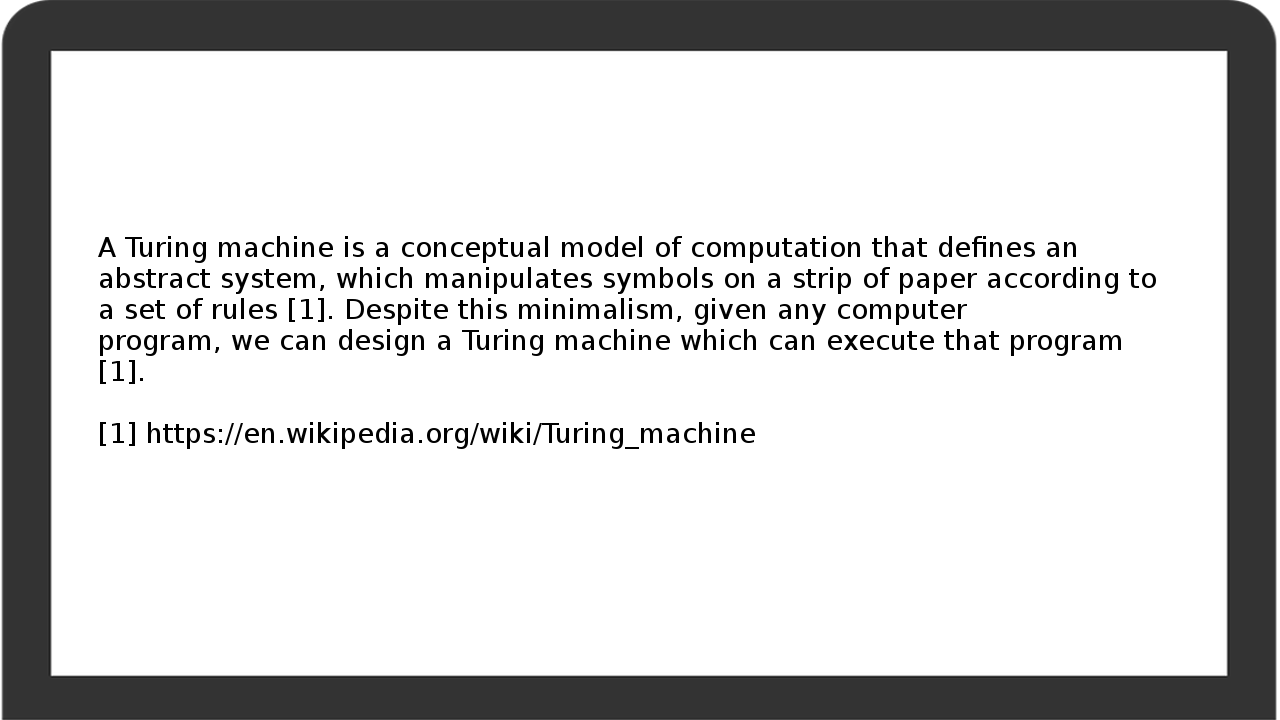 A Turing machine is a conceptual model of computation that defines an
abstract system, which manipulates symbols on a strip of paper according to
a set of rules [1]. Despite this minimalism, given any computer
program, we can design a Turing machine which can execute that program
[1].

[1] https://en.wikipedia.org/wiki/Turing_machine